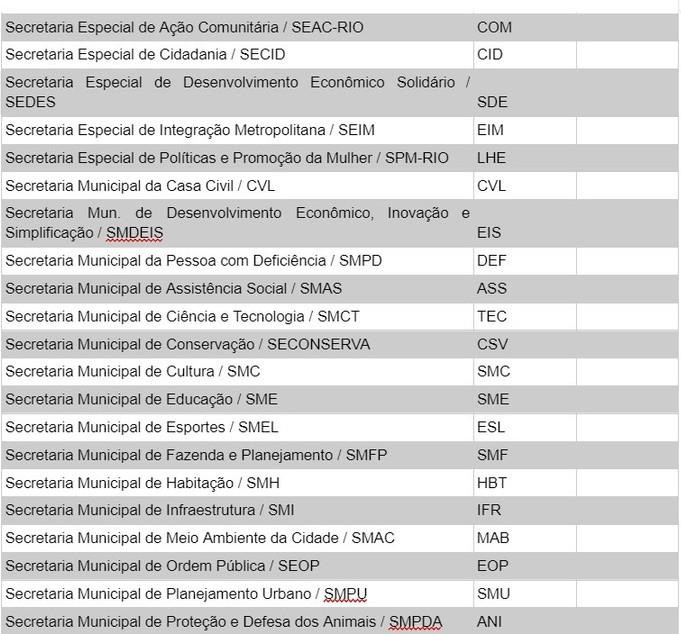 Secretaria Especial de Ação Comunitária / SEAC-RIO COM
Secretaria Especial de Cidadania / SECID CID
Secretaria Especial de Desenvolvimento Econômico Solidário /
SEDES SDE
Secretaria Especial de Integração Metropolitana / SEIM EIM
Secretaria Especial de Políticas e Promoção da Mulher / SPM-RIO LHE
Secretaria Municipal da Casa Civil / CVL CVL
Secretaria Mun. de Desenvolvimento Econômico, Inovação e
Simplificação / SMDEIS EIS
Secretaria Municipal da Pessoa com Deficiência / SMPD DEF
Secretaria Municipal de Assistência Social / SMAS ASS
Secretaria Municipal de Ciência e Tecnologia / SMCT TEC
Secretaria Municipal de Conservação / SECONSERVA CSV
Secretaria Municipal de Cultura / SMC SMC
Secretaria Municipal de Educação / SME SME
Secretaria Municipal de Esportes / SMEL ESL
Secretaria Municipal de Fazenda e Planejamento / SMFP SMF
Secretaria Municipal de Habitação / SMH HBT
Secretaria Municipal de Infraestrutura / SMI IFR
Secretaria Municipal de Meio Ambiente da Cidade / SMAC MAB
Secretaria Municipal de Ordem Pública / SEOP EOP
Secretaria Municipal de Planejamento Urbano / SMPU SMU
Secretaria Municipal de Proteção e Defesa dos Animais / SMPDA ANI